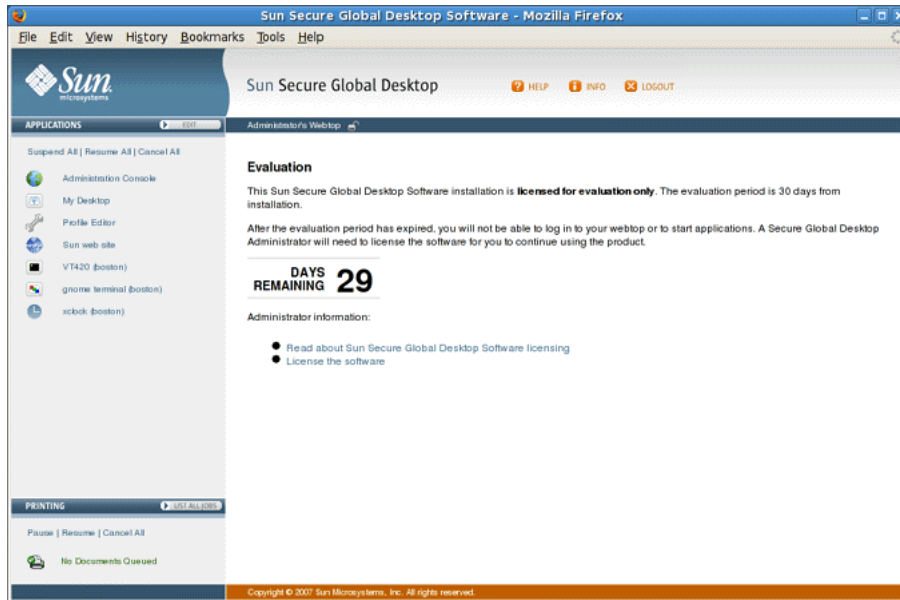 Sun Secure Global Desktop Software - Mozilla Firefox
File Edit View History Bookmarks Tools Help
Sun
microsystems
Sun Secure Global Desktop
HELP INFO LOGOUT
APPLICATIONS EDIT
Administrator's Webtop
Suspend All | Resume All | Cancel All
Administration Console
My Desktop
Profile Editor
Sun web site
VT420 (boston)
gnome terminal (boston)
xclock (boston)
Evaluation
This Sun Secure Global Desktop Software installation is licensed for evaluation only. The evaluation period is 30 days from
installation.
After the evaluation period has expired, you will not be able to log in to your webtop or to start applications. A Secure Global Desktop
Administrator will need to license the software for you to continue using the product.
DAYS
REMAINING 29
Administrator information:
Read about Sun Secure Global Desktop Software licensing
License the software
PRINTING LIST ALL JOBS
Pause | Resume | Cancel All
No Documents Queued
Copyright © 2007 Sun Microsystems, Inc. All rights reserved.